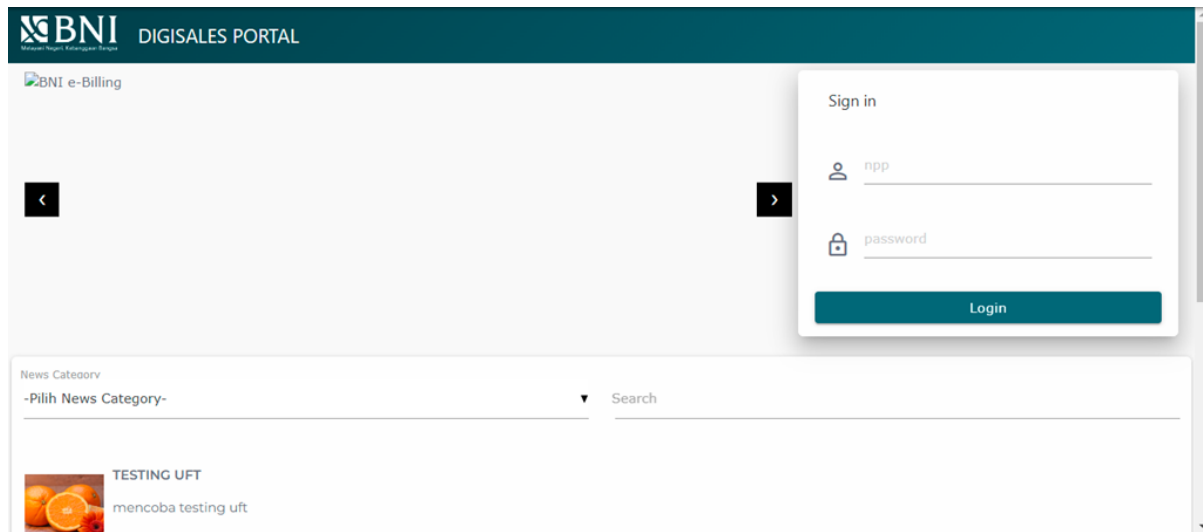 BNI
Melayani Negeri, Kebanggaan Bangsa
DIGISALES PORTAL
BNI e-Billing
Sign in
npp
password
Login
News Category
-Pilih News Category-
Search
TESTING UFT
mencoba testing uft